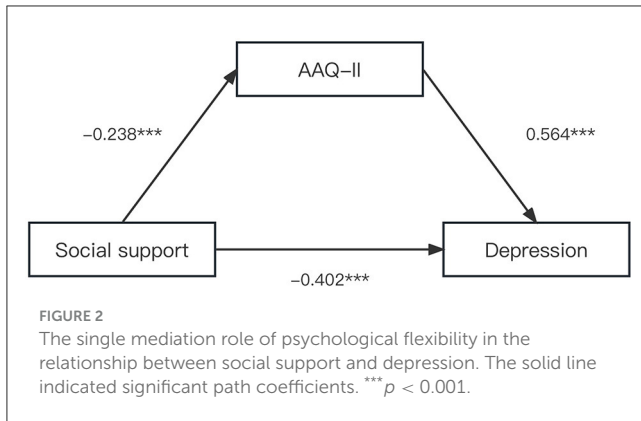 AAQ–II
−0.238***
0.564***
Social support
Depression
−0.402***
FIGURE 2
The single mediation role of psychological flexibility in the
relationship between social support and depression. The solid line
indicated significant path coefficients. ***p < 0.001.